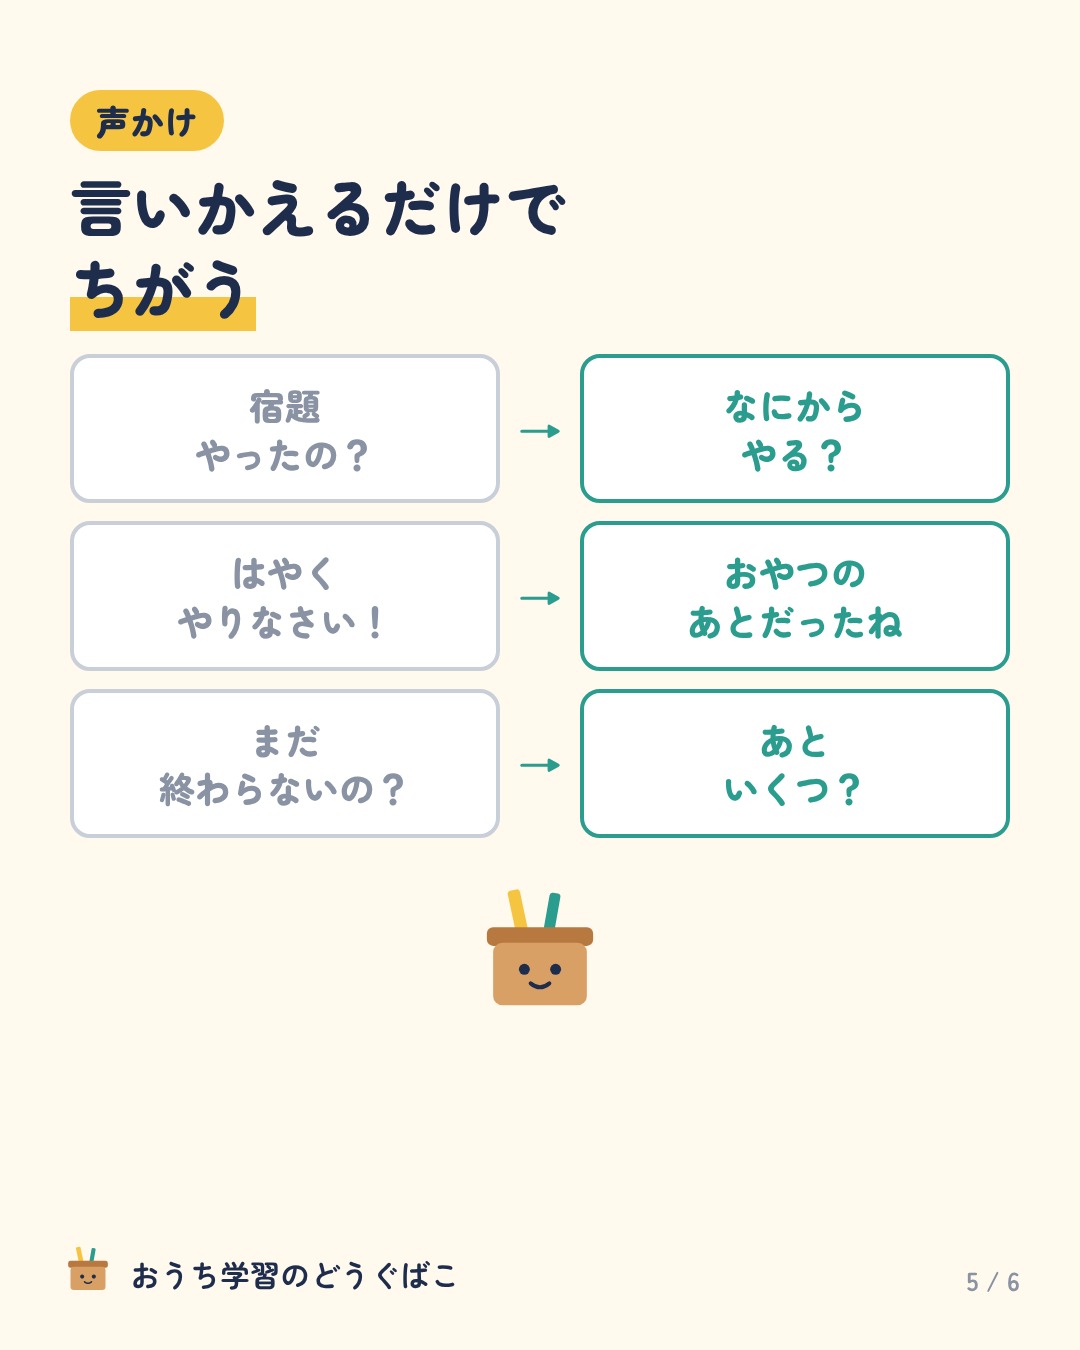 声かけ
言いかえるだけで
ちがう
宿題
やったの？
→
なにから
やる？
はやく
やりなさい！
→
おやつの
あとだったね
まだ
終わらないの？
→
あと
いくつ？
おうち学習のどうぐばこ
5 / 6